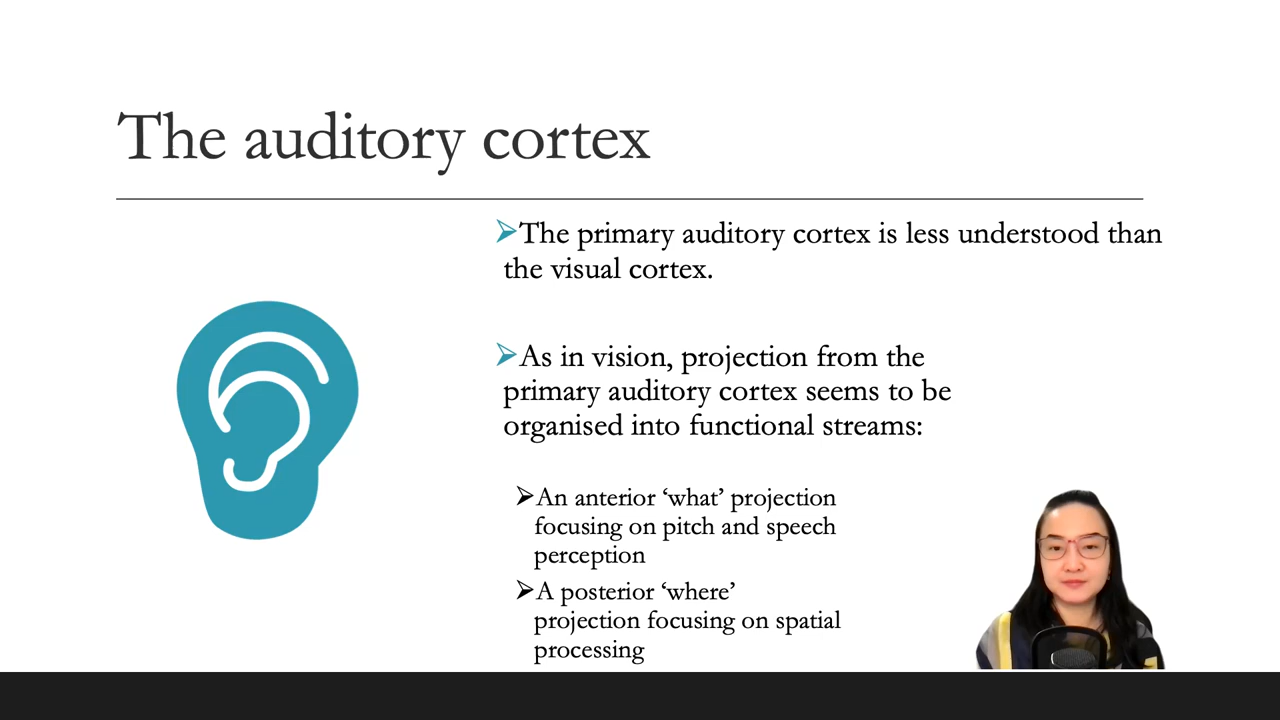 The auditory cortex
➢The primary auditory cortex is less understood than
the visual cortex.
➢As in vision, projection from the
primary auditory cortex seems to be
organised into functional streams:
➢An anterior ‘what’ projection
focusing on pitch and speech
perception
➢A posterior ‘where’
projection focusing on spatial
processing